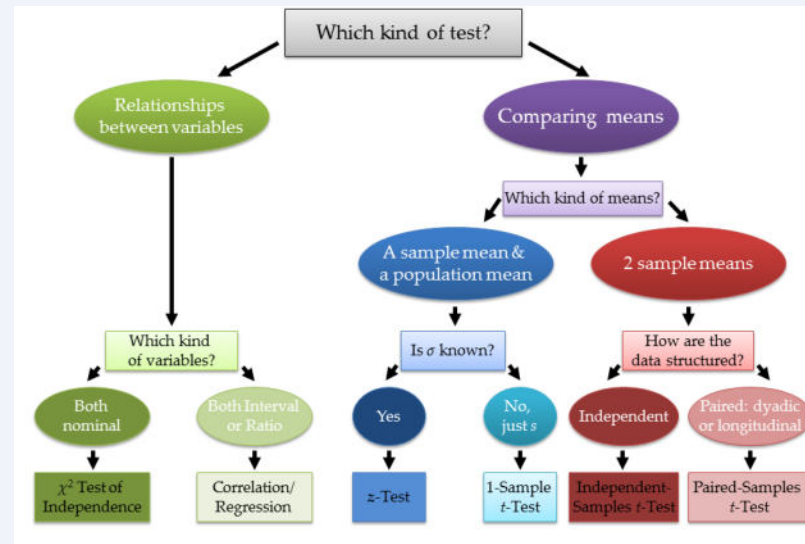 Which kind of test?
Relationships
between variables
Comparing means
Which kind of means?
A sample mean &
a population mean
2 sample means
Which kind
of variables?
Is σ known?
How are the
data structured?
Both
nominal
Both Interval
or Ratio
Yes
No,
just s
Independent
Paired: dyadic
or longitudinal
χ² Test of
Independence
Correlation/
Regression
z-Test
1-Sample
t-Test
Independent-
Samples t-Test
Paired-Samples
t-Test